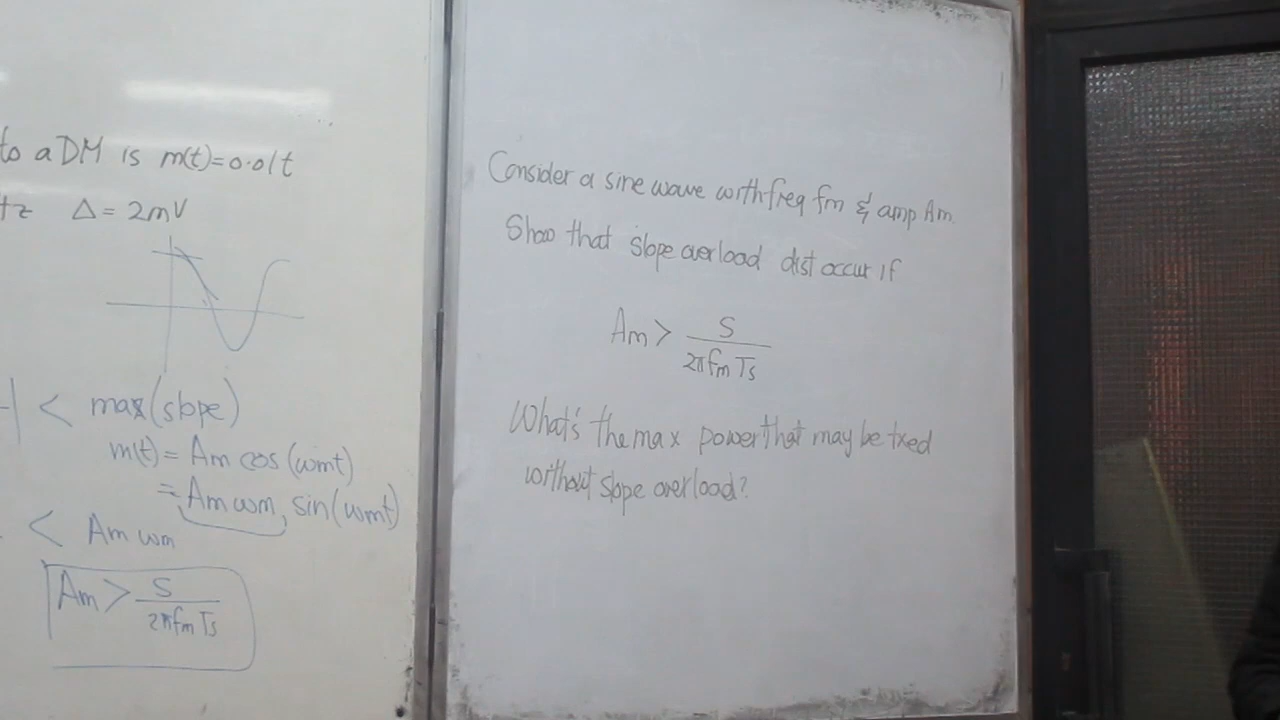 to a DM is m(t)=0.01t
tz Δ = 2mV
< max(slope)
m(t) = Am cos (ωmt)
= Am ωm, sin(ωmt)
< Am ωm
Am > S / 2πfm Ts
Consider a sine wave with freq fm & amp Am.
Show that slope overload dist occur if
Am > S / 2πfm Ts
What's the max power that may be txed
without slope overload?